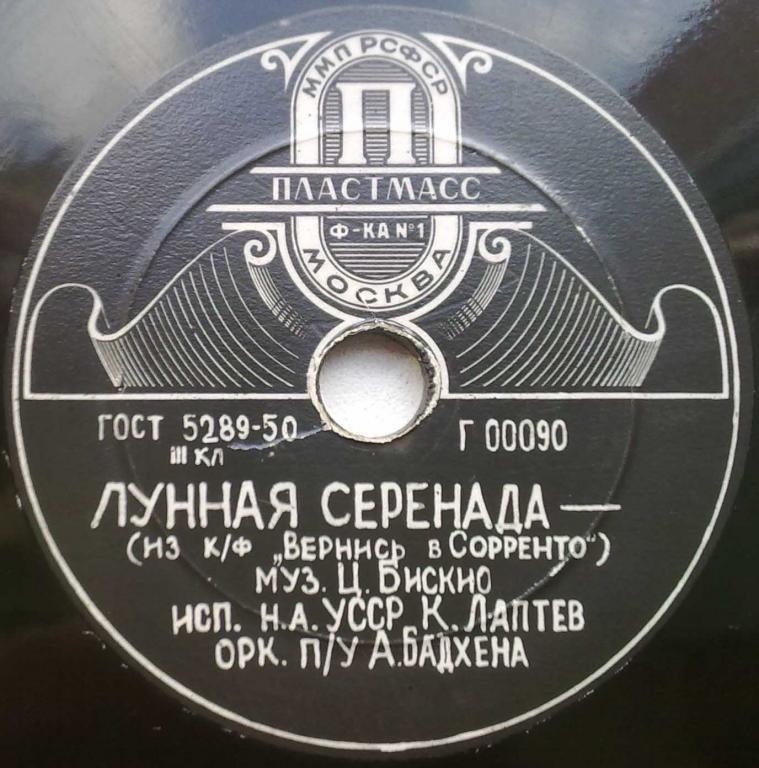 ММП РСФСР
П
ПЛАСТМАСС
Ф-КА №1
МОСКВА
ГОСТ 5289-50 Г 00090
III КЛ
ЛУННАЯ СЕРЕНАДА —
(ИЗ К/Ф „ВЕРНИСЬ В СОРРЕНТО“)
МУЗ. Ц. БИСКИО
ИСП. Н.А. УССР К. ЛАПТЕВ
ОРК. П/У А. БАДХЕНА